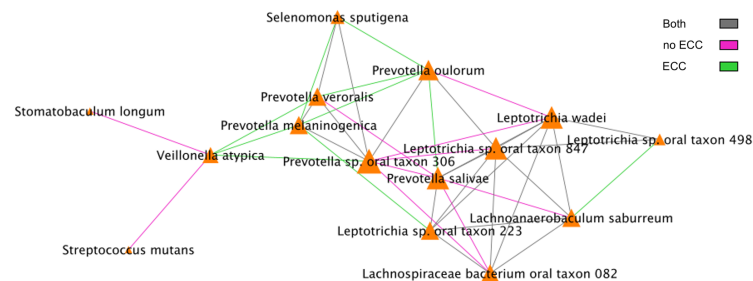 Selenomonas sputigena
Both
no ECC
ECC
Prevotella oulorum
Prevotella veroralis
Stomatobaculum longum
Leptotrichia wadei
Prevotella melaninogenica
Leptotrichia sp. oral taxon 498
Leptotrichia sp. oral taxon 847
Veillonella atypica
Prevotella sp. oral taxon 306
Prevotella salivae
Lachnoanaerobaculum saburreum
Leptotrichia sp. oral taxon 223
Streptococcus mutans
Lachnospiraceae bacterium oral taxon 082